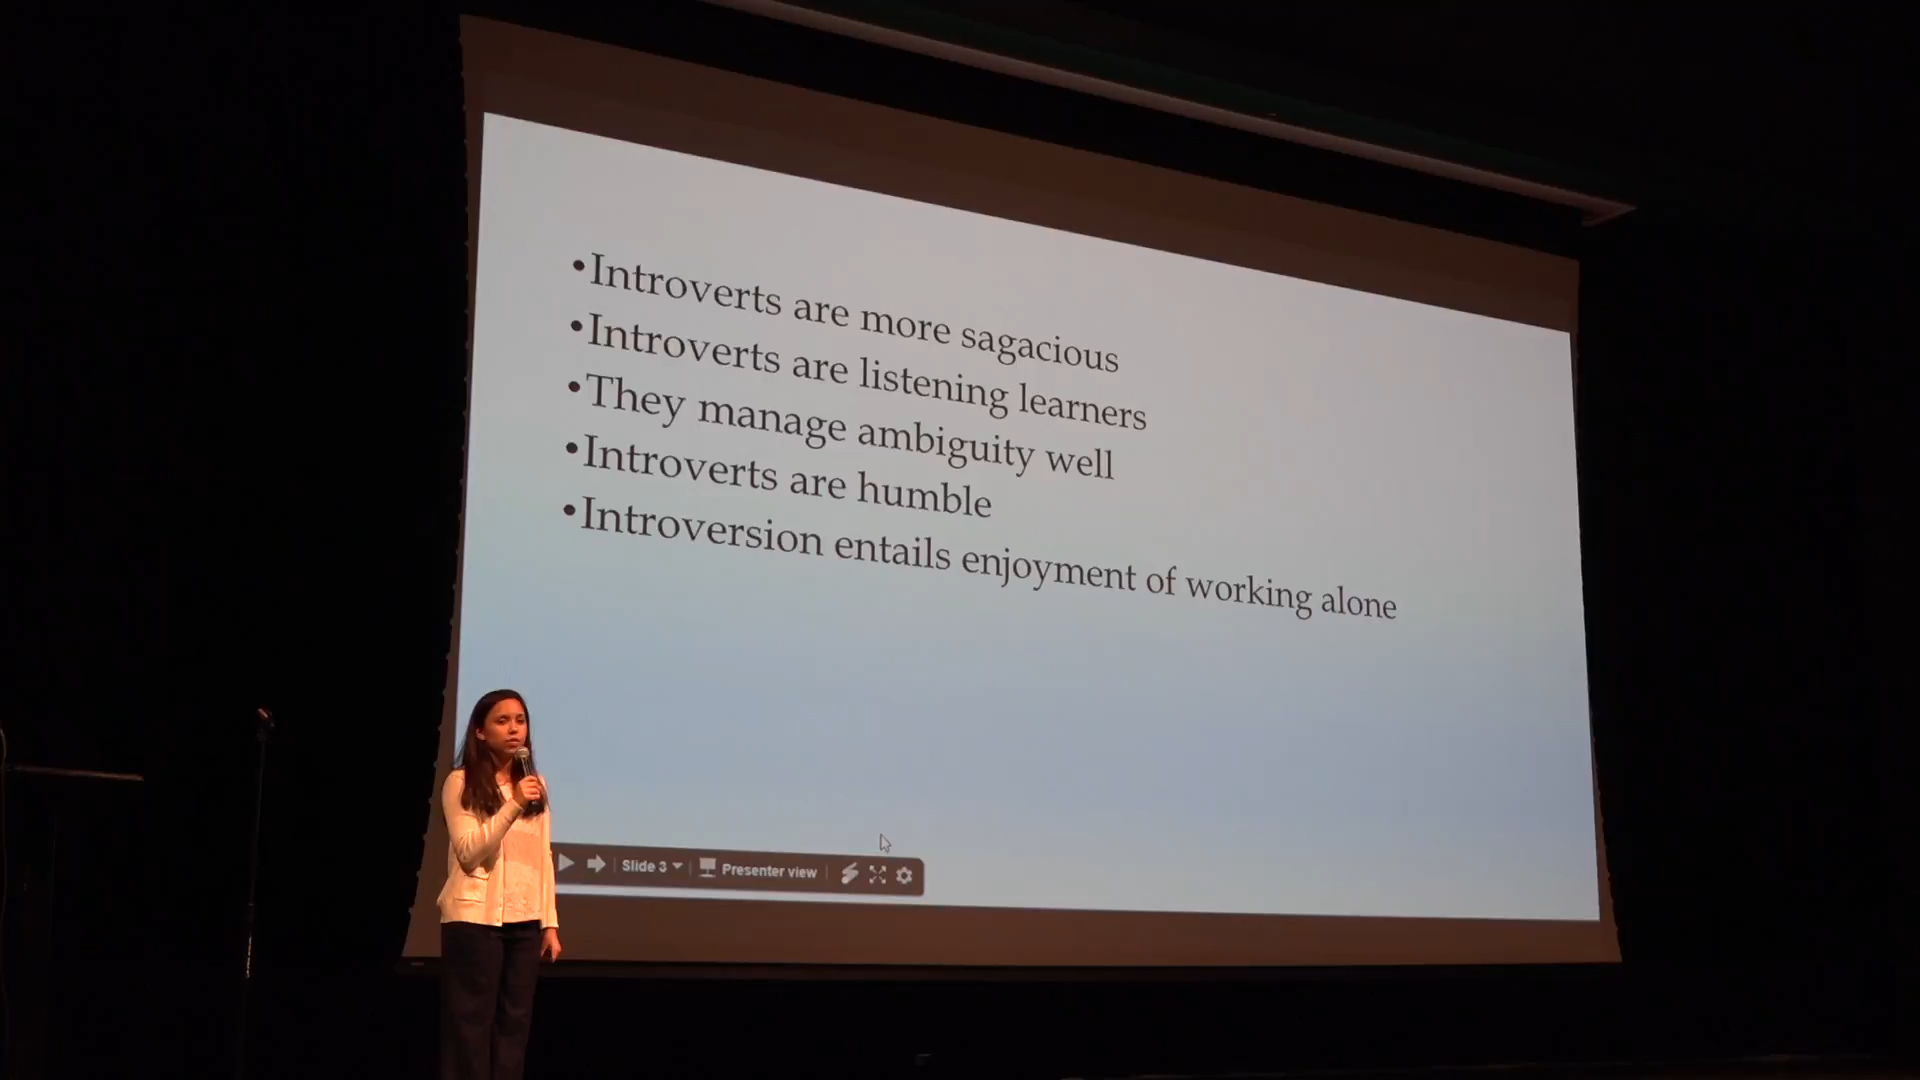 •Introverts are more sagacious
•Introverts are listening learners
•They manage ambiguity well
•Introverts are humble
•Introversion entails enjoyment of working alone
Slide 3
Presenter view